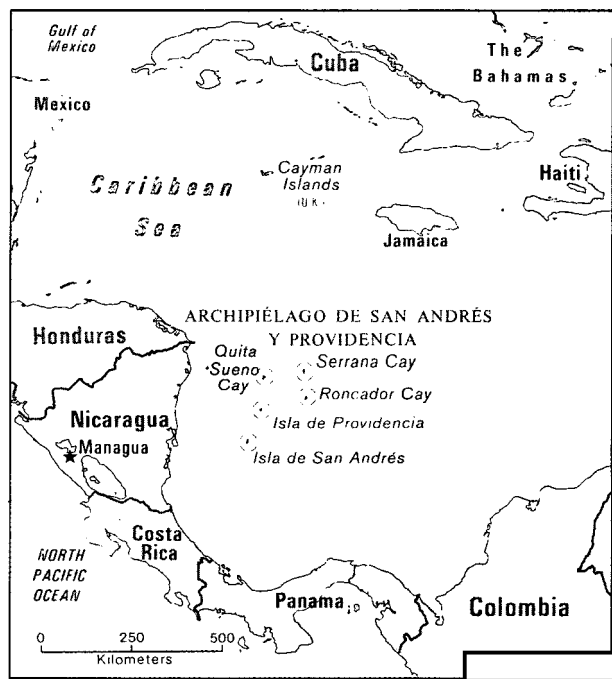 Gulf of
Mexico
Cuba
The
Bahamas
Mexico
Cayman
Islands
(U.K.)
Haiti
Caribbean
Sea
Jamaica
ARCHIPIÉLAGO DE SAN ANDRÉS
Y PROVIDENCIA
Honduras
Quita
Sueno
Cay
Serrana Cay
Roncador Cay
Nicaragua
Isla de Providencia
Managua
Isla de San Andrés
Costa
Rica
NORTH
PACIFIC
OCEAN
Panama
Colombia
0 250 500
Kilometers